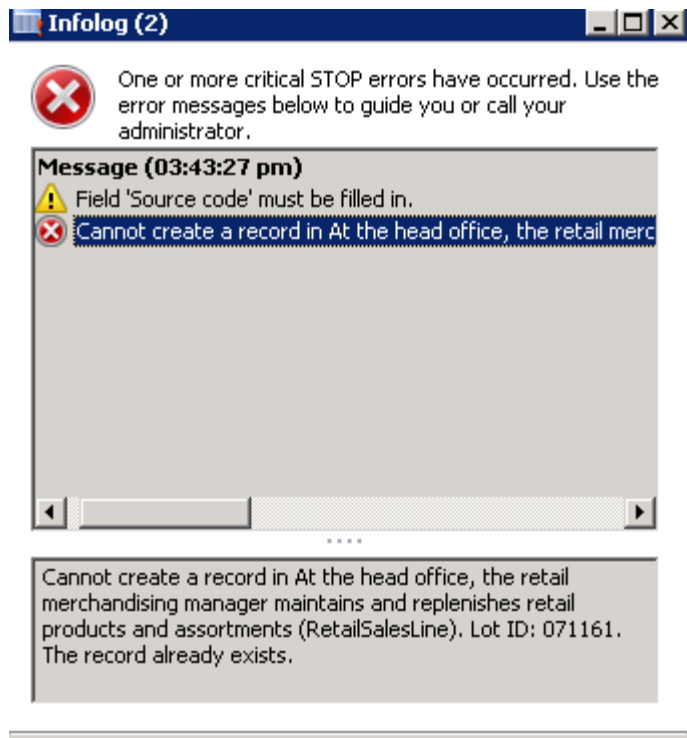 Infolog (2)
One or more critical STOP errors have occurred. Use the
error messages below to guide you or call your
administrator.
Message (03:43:27 pm)
Field 'Source code' must be filled in.
Cannot create a record in At the head office, the retail merc
Cannot create a record in At the head office, the retail
merchandising manager maintains and replenishes retail
products and assortments (RetailSalesLine). Lot ID: 071161.
The record already exists.